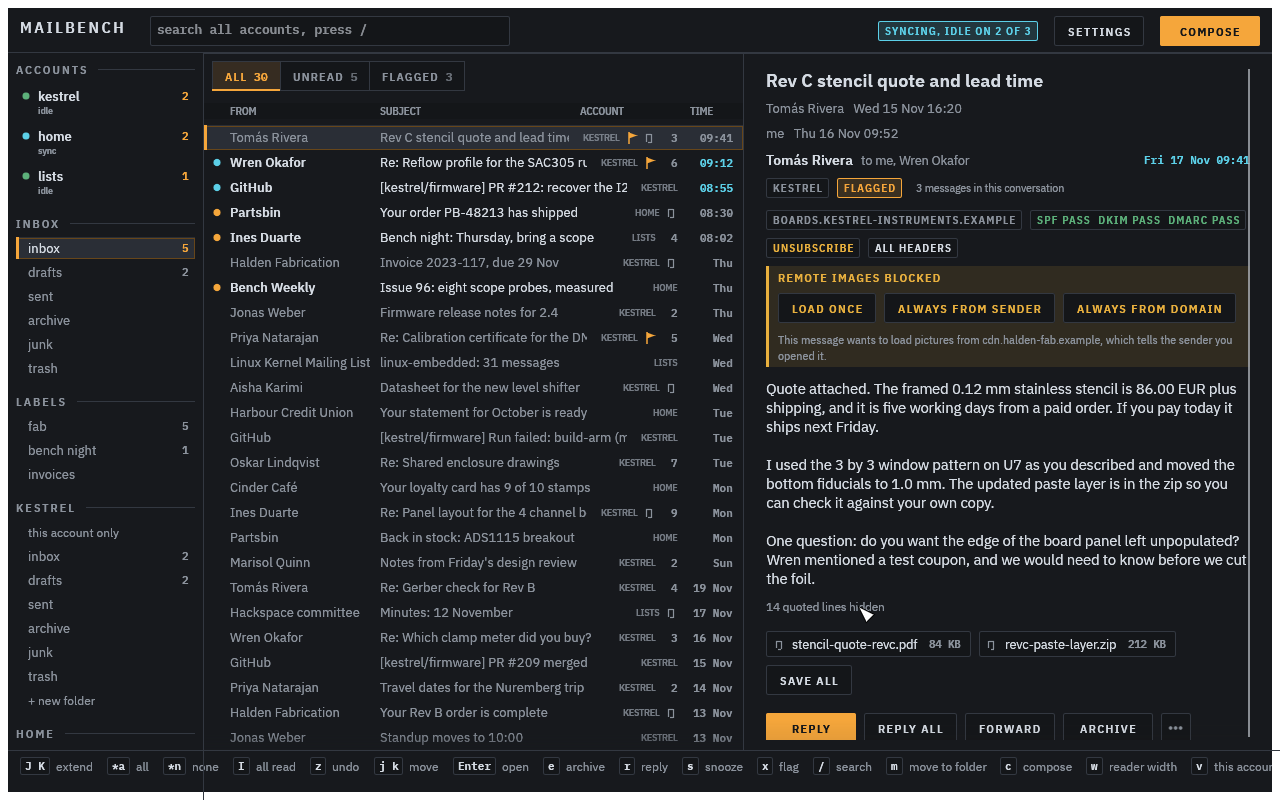 MAILBENCH
search all accounts, press /
SYNCING, IDLE ON 2 OF 3
SETTINGS
COMPOSE
ACCOUNTS
kestrel 2
idle
home 2
sync
lists 1
idle
INBOX
inbox 5
drafts 2
sent
archive
junk
trash
LABELS
fab 5
bench night 1
invoices
KESTREL
this account only
inbox 2
drafts 2
sent
archive
junk
trash
+ new folder
HOME
ALL 30 UNREAD 5 FLAGGED 3
FROM SUBJECT ACCOUNT TIME
Tomás Rivera Rev C stencil quote and lead time KESTREL 3 09:41
Wren Okafor Re: Reflow profile for the SAC305 ru KESTREL 6 09:12
GitHub [kestrel/firmware] PR #212: recover the I2 KESTREL 08:55
Partsbin Your order PB-48213 has shipped HOME 08:30
Ines Duarte Bench night: Thursday, bring a scope LISTS 4 08:02
Halden Fabrication Invoice 2023-117, due 29 Nov KESTREL Thu
Bench Weekly Issue 96: eight scope probes, measured HOME Thu
Jonas Weber Firmware release notes for 2.4 KESTREL 2 Thu
Priya Natarajan Re: Calibration certificate for the DM KESTREL 5 Wed
Linux Kernel Mailing List linux-embedded: 31 messages LISTS Wed
Aisha Karimi Datasheet for the new level shifter KESTREL Wed
Harbour Credit Union Your statement for October is ready HOME Tue
GitHub [kestrel/firmware] Run failed: build-arm (m KESTREL Tue
Oskar Lindqvist Re: Shared enclosure drawings KESTREL 7 Tue
Cinder Café Your loyalty card has 9 of 10 stamps HOME Mon
Ines Duarte Re: Panel layout for the 4 channel b KESTREL 9 Mon
Partsbin Back in stock: ADS1115 breakout HOME Mon
Marisol Quinn Notes from Friday's design review KESTREL 2 Sun
Tomás Rivera Re: Gerber check for Rev B KESTREL 4 19 Nov
Hackspace committee Minutes: 12 November LISTS 17 Nov
Wren Okafor Re: Which clamp meter did you buy? KESTREL 3 16 Nov
GitHub [kestrel/firmware] PR #209 merged KESTREL 15 Nov
Priya Natarajan Travel dates for the Nuremberg trip KESTREL 2 14 Nov
Halden Fabrication Your Rev B order is complete KESTREL 13 Nov
Jonas Weber Standup moves to 10:00 KESTREL 13 Nov
Rev C stencil quote and lead time
Tomás Rivera Wed 15 Nov 16:20
me Thu 16 Nov 09:52
Tomás Rivera to me, Wren Okafor Fri 17 Nov 09:41
KESTREL FLAGGED 3 messages in this conversation
BOARDS.KESTREL-INSTRUMENTS.EXAMPLE SPF PASS DKIM PASS DMARC PASS
UNSUBSCRIBE ALL HEADERS
REMOTE IMAGES BLOCKED
LOAD ONCE ALWAYS FROM SENDER ALWAYS FROM DOMAIN
This message wants to load pictures from cdn.halden-fab.example, which tells the sender you
opened it.
Quote attached. The framed 0.12 mm stainless stencil is 86.00 EUR plus
shipping, and it is five working days from a paid order. If you pay today it
ships next Friday.
I used the 3 by 3 window pattern on U7 as you described and moved the
bottom fiducials to 1.0 mm. The updated paste layer is in the zip so you
can check it against your own copy.
One question: do you want the edge of the board panel left unpopulated?
Wren mentioned a test coupon, and we would need to know before we cut
the foil.
14 quoted lines hidden
stencil-quote-revc.pdf 84 KB revc-paste-layer.zip 212 KB
SAVE ALL
REPLY REPLY ALL FORWARD ARCHIVE •••
J K extend *a all *n none I all read z undo j k move Enter open e archive r reply s snooze x flag / search m move to folder c compose w reader width v this accour